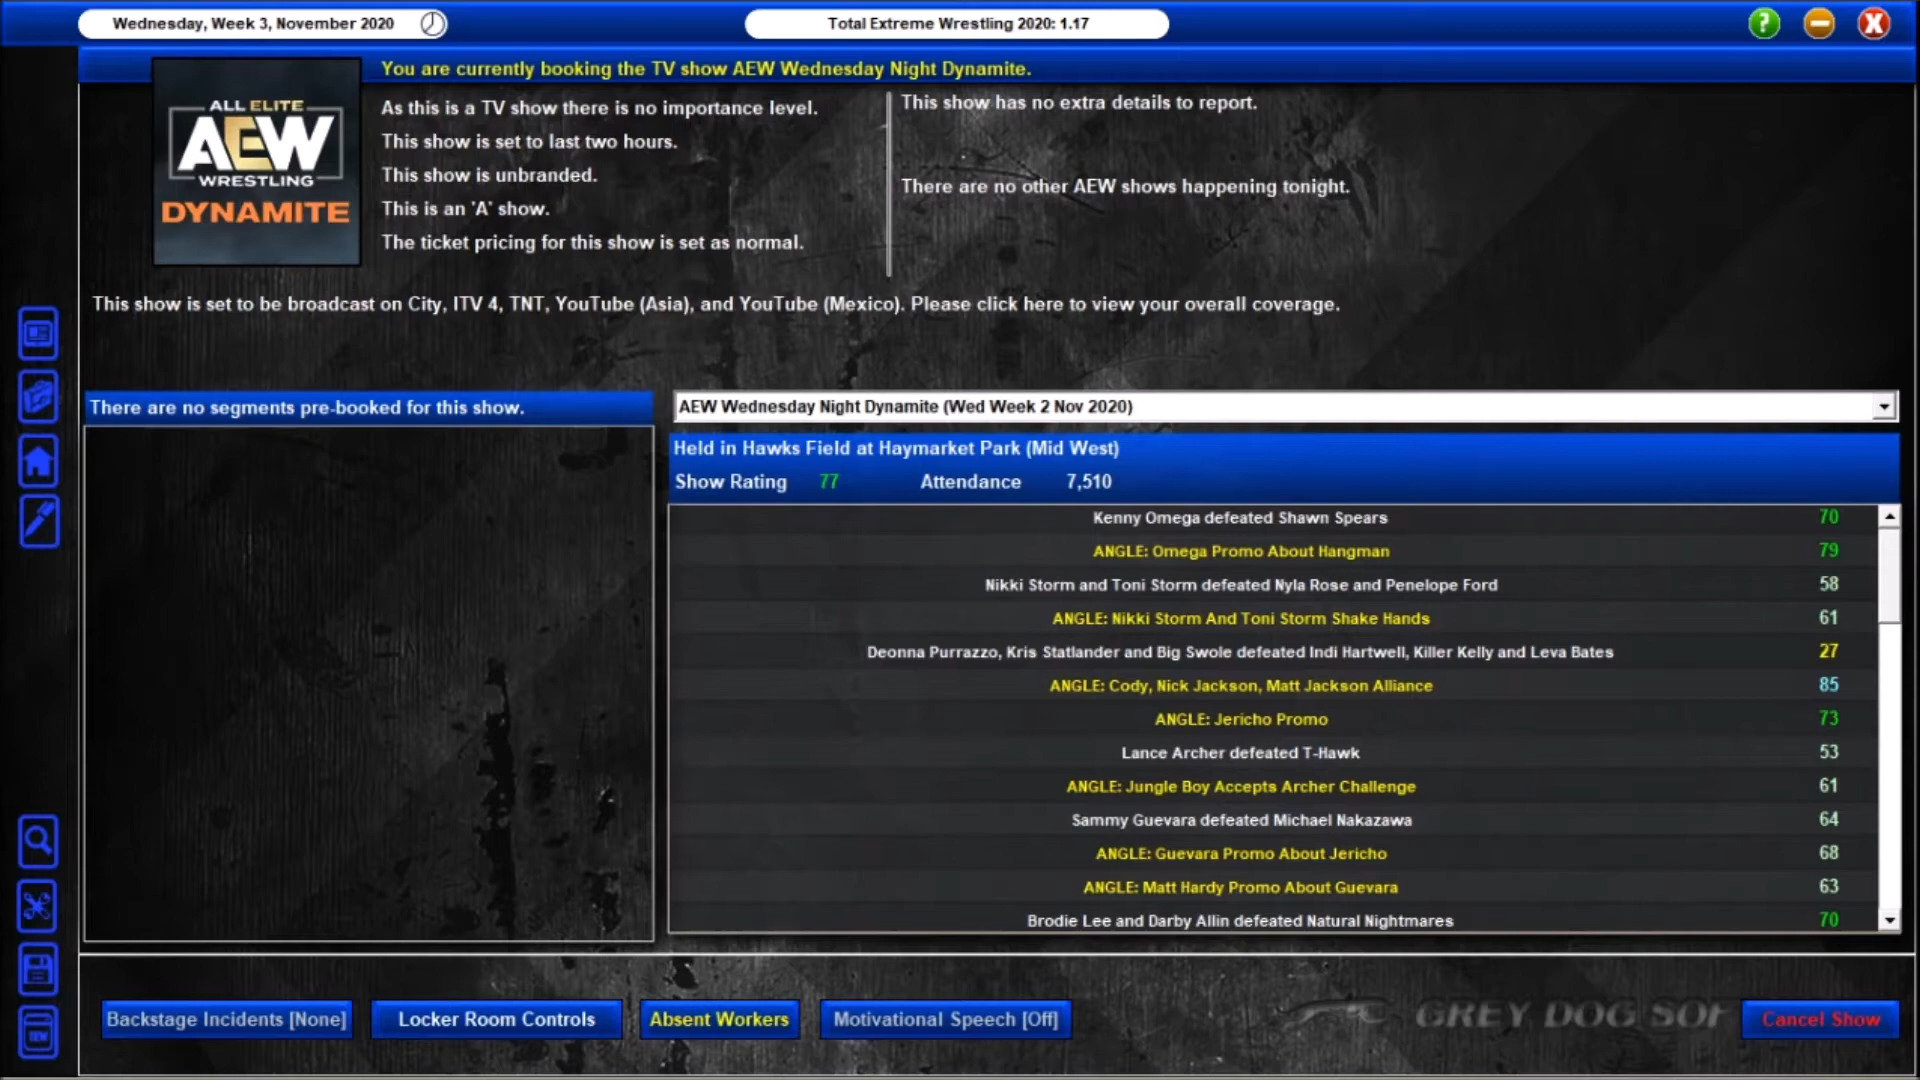 Wednesday, Week 3, November 2020
Total Extreme Wrestling 2020: 1.17
?
You are currently booking the TV show AEW Wednesday Night Dynamite.
ALL ELITE
AEW
WRESTLING
DYNAMITE
As this is a TV show there is no importance level.
This show is set to last two hours.
This show is unbranded.
This is an 'A' show.
The ticket pricing for this show is set as normal.
This show has no extra details to report.
There are no other AEW shows happening tonight.
This show is set to be broadcast on City, ITV 4, TNT, YouTube (Asia), and YouTube (Mexico). Please click here to view your overall coverage.
There are no segments pre-booked for this show.
AEW Wednesday Night Dynamite (Wed Week 2 Nov 2020)
Held in Hawks Field at Haymarket Park (Mid West)
Show Rating 77 Attendance 7,510
Kenny Omega defeated Shawn Spears 70
ANGLE: Omega Promo About Hangman 79
Nikki Storm and Toni Storm defeated Nyla Rose and Penelope Ford 58
ANGLE: Nikki Storm And Toni Storm Shake Hands 61
Deonna Purrazzo, Kris Statlander and Big Swole defeated Indi Hartwell, Killer Kelly and Leva Bates 27
ANGLE: Cody, Nick Jackson, Matt Jackson Alliance 85
ANGLE: Jericho Promo 73
Lance Archer defeated T-Hawk 53
ANGLE: Jungle Boy Accepts Archer Challenge 61
Sammy Guevara defeated Michael Nakazawa 64
ANGLE: Guevara Promo About Jericho 68
ANGLE: Matt Hardy Promo About Guevara 63
Brodie Lee and Darby Allin defeated Natural Nightmares 70
Backstage Incidents [None]
Locker Room Controls
Absent Workers
Motivational Speech [Off]
GREY DOG SOF
Cancel Show